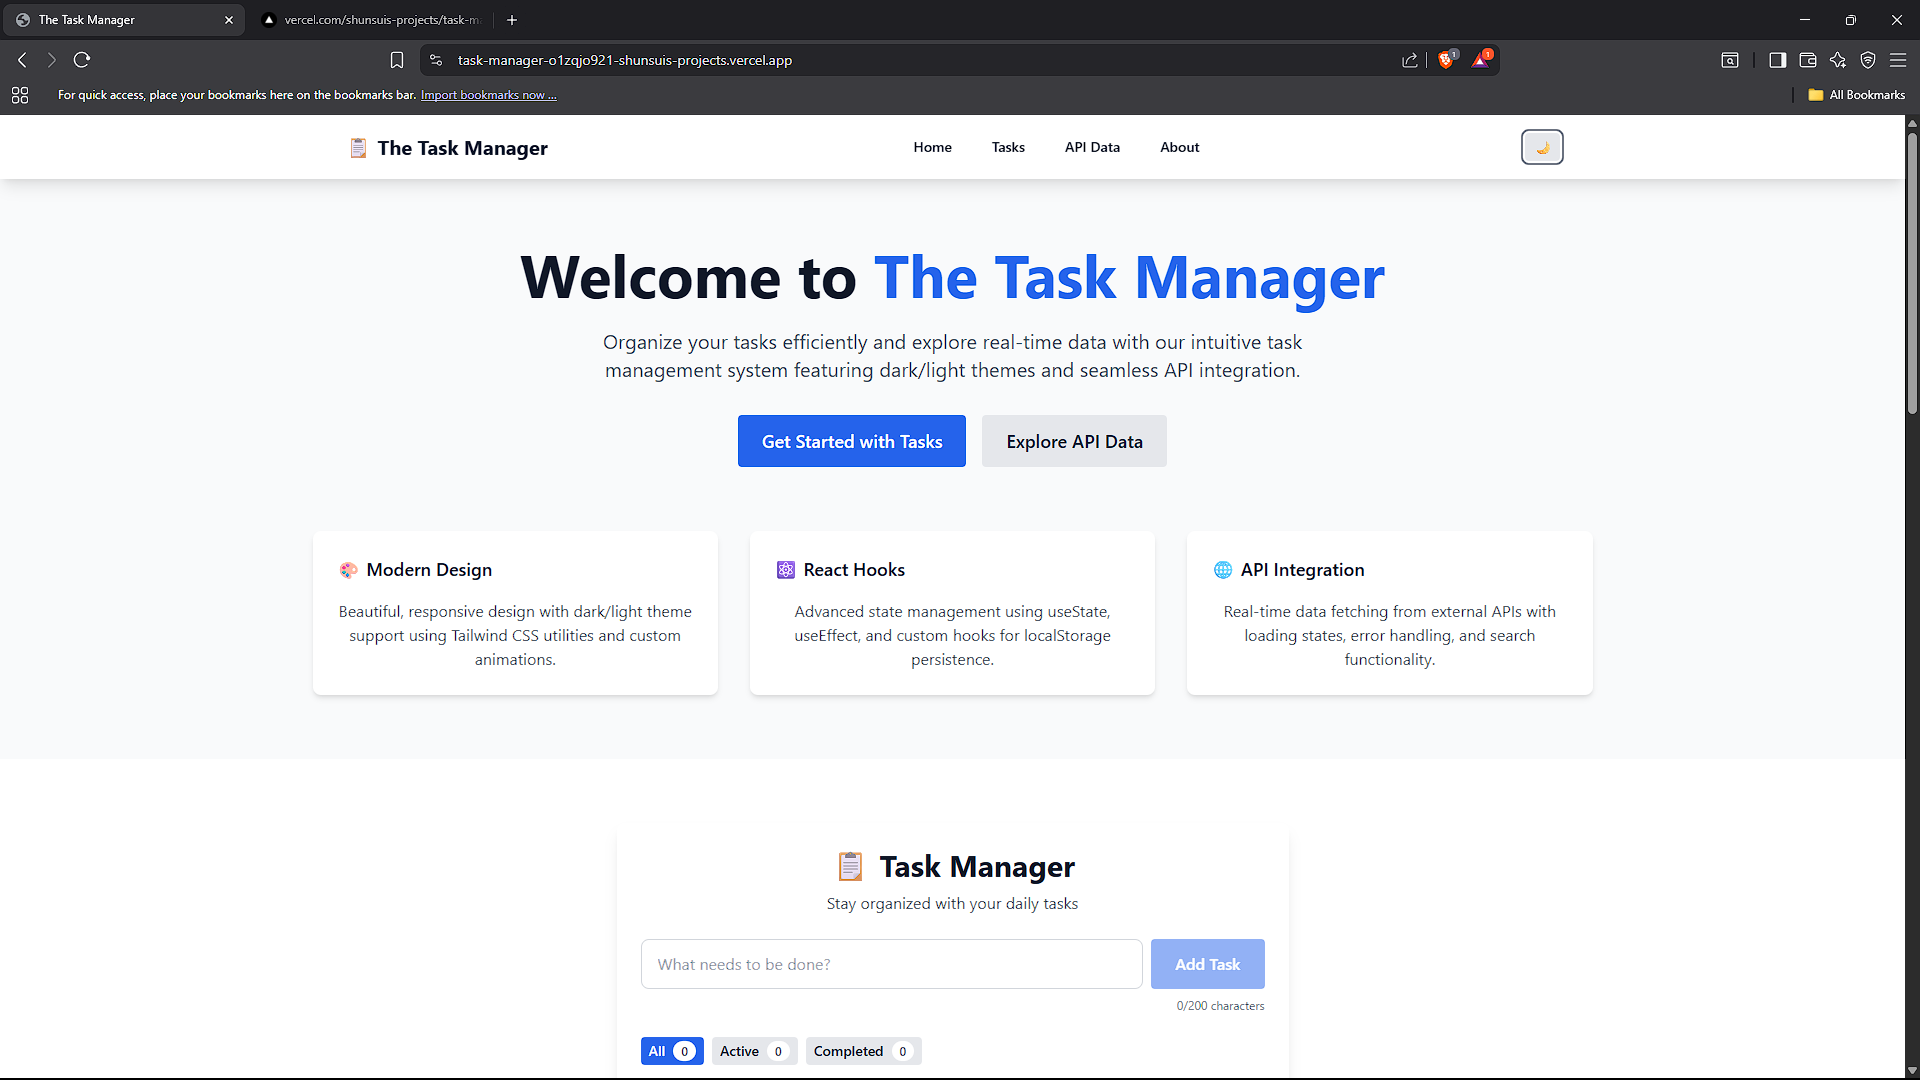 The Task Manager
vercel.com/shunsuis-projects/task-m
task-manager-o1zqjo921-shunsuis-projects.vercel.app
1
1
For quick access, place your bookmarks here on the bookmarks bar. Import bookmarks now ...
All Bookmarks
The Task Manager
Home
Tasks
API Data
About
Welcome to The Task Manager
Organize your tasks efficiently and explore real-time data with our intuitive task
management system featuring dark/light themes and seamless API integration.
Get Started with Tasks
Explore API Data
Modern Design
Beautiful, responsive design with dark/light theme
support using Tailwind CSS utilities and custom
animations.
React Hooks
Advanced state management using useState,
useEffect, and custom hooks for localStorage
persistence.
API Integration
Real-time data fetching from external APIs with
loading states, error handling, and search
functionality.
Task Manager
Stay organized with your daily tasks
What needs to be done?
Add Task
0/200 characters
All 0
Active 0
Completed 0